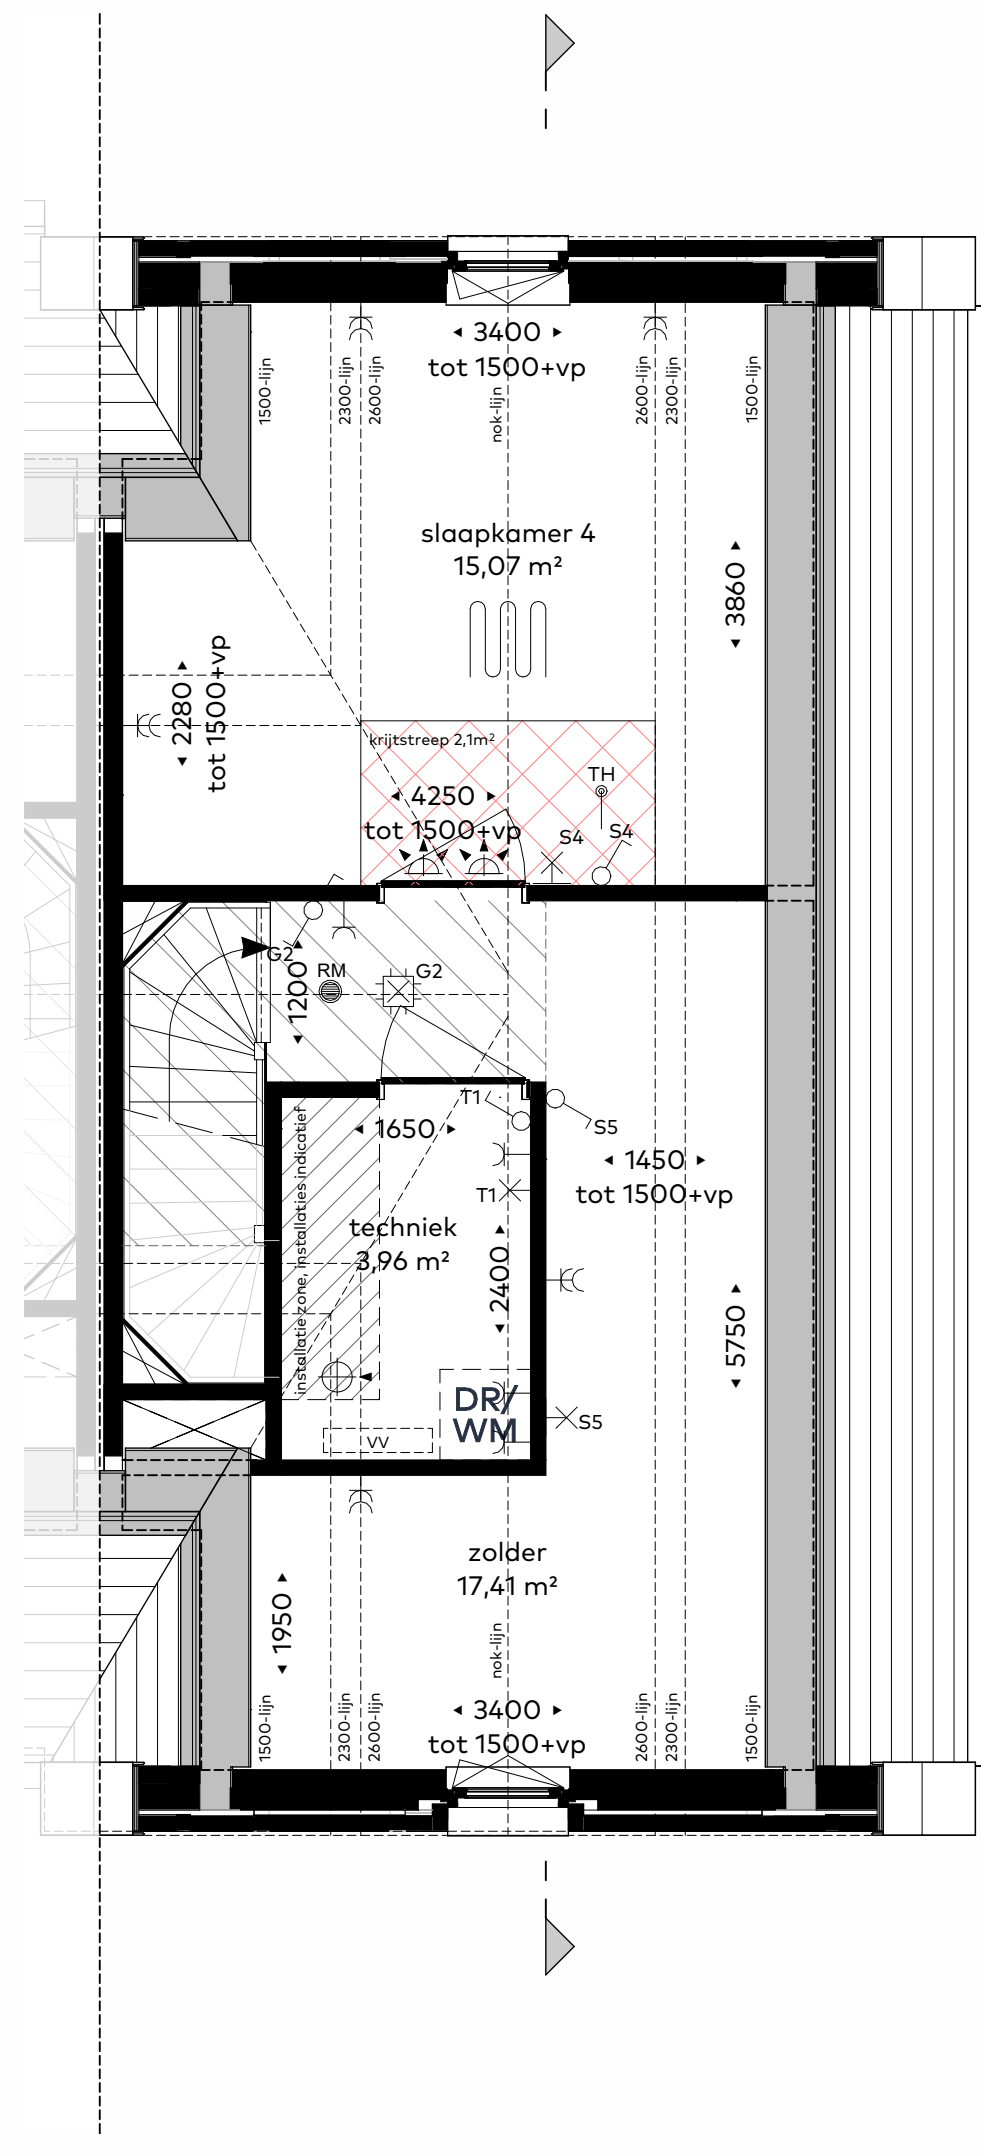 3400
tot 1500+vp
1500-lijn
2300-lijn
2600-lijn
nok-lijn
2600-lijn
2300-lijn
1500-lijn
slaapkamer 4
15,07 m²
3860
2280
tot 1500+vp
krijtstreep 2,1m²
TH
4250
tot 1500+vp
S4
S4
G2
1200
RM
G2
T1
S5
1650
1450
tot 1500+vp
T1
installatie zone, installaties indicatief
techniek
3,96 m²
2400
5750
DR/
WM
S5
VV
zolder
17,41 m²
1950
nok-lijn
3400
tot 1500+vp
1500-lijn
2300-lijn
2600-lijn
2600-lijn
2300-lijn
1500-lijn